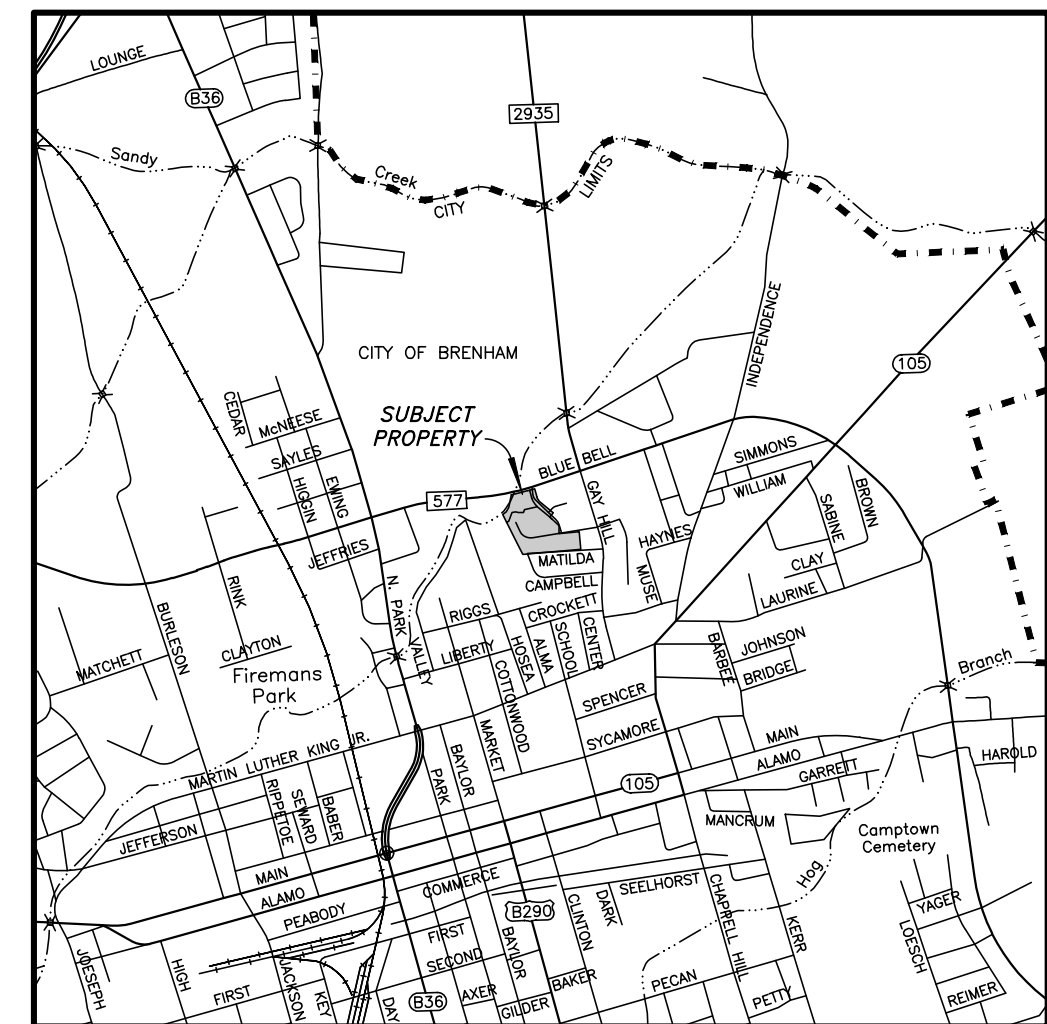 LOUNGE
B36
2935
Sandy
Creek
CITY
LIMITS
INDEPENDENCE
CITY OF BRENHAM
105
CEDAR
McNEESE
SUBJECT
PROPERTY
SAYLES
HIGGIN
EWING
BLUE BELL
SIMMONS
WILLIAM
577
GAY HILL
SABINE
BROWN
JEFFRIES
HAYNES
MATILDA
CLAY
RINK
N. PARK
CAMPBELL
MUSE
LAURINE
BURLESON
RIGGS
CROCKETT
VALLEY
LIBERTY
HOSEA
ALMA
SCHOOL
CENTER
CLAYTON
BARBEE
JOHNSON
MATCHETT
Firemans
Park
COTTONWOOD
BRIDGE
Branch
SPENCER
MARKET
SYCAMORE
MAIN
MARTIN LUTHER KING JR.
BAYLOR
ALAMO
HAROLD
PARK
GARRETT
105
RIPPETOE
SEWARD
BABER
JEFFERSON
MANCRUM
Camptown
Cemetery
MAIN
ALAMO
COMMERCE
SEELHORST
Hog
PEABODY
B290
CLINTON
DARK
CHAPPELL HILL
YAGER
FIRST
BAYLOR
KERR
LOESCH
JOESEPH
HIGH
JACKSON
SECOND
BAKER
PECAN
FIRST
KEY
DAY
B36
AXER
GILDER
PETTY
REIMER